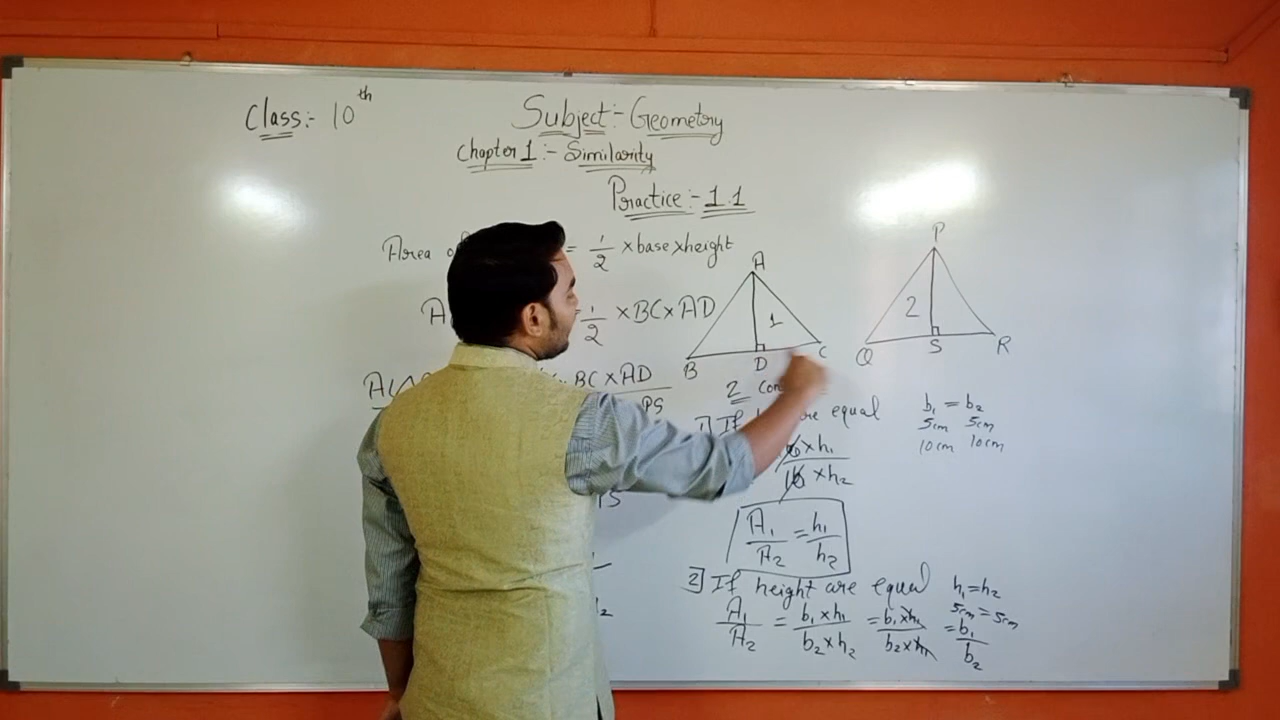 Class:- 10th
Subject:- Geometry
Chapter 1:- Similarity
Practice:- 1.1
Area = 1/2 × base × height
A 1/2 × BC × AD
BC × AD
PS
PS
A
B
D
C
1
P
Q
S
R
2
2
1] If are equal
b₁ = b₂
5cm 5cm
10cm 10cm
× h₁
× h₂
A₁/A₂ = h₁/h₂
2] If height are equal
h₁ = h₂
5cm = 5cm
A₁/A₂ = b₁ × h₁/b₂ × h₂ = b₁ × h₁/b₂ × h₁ = b₁/b₂